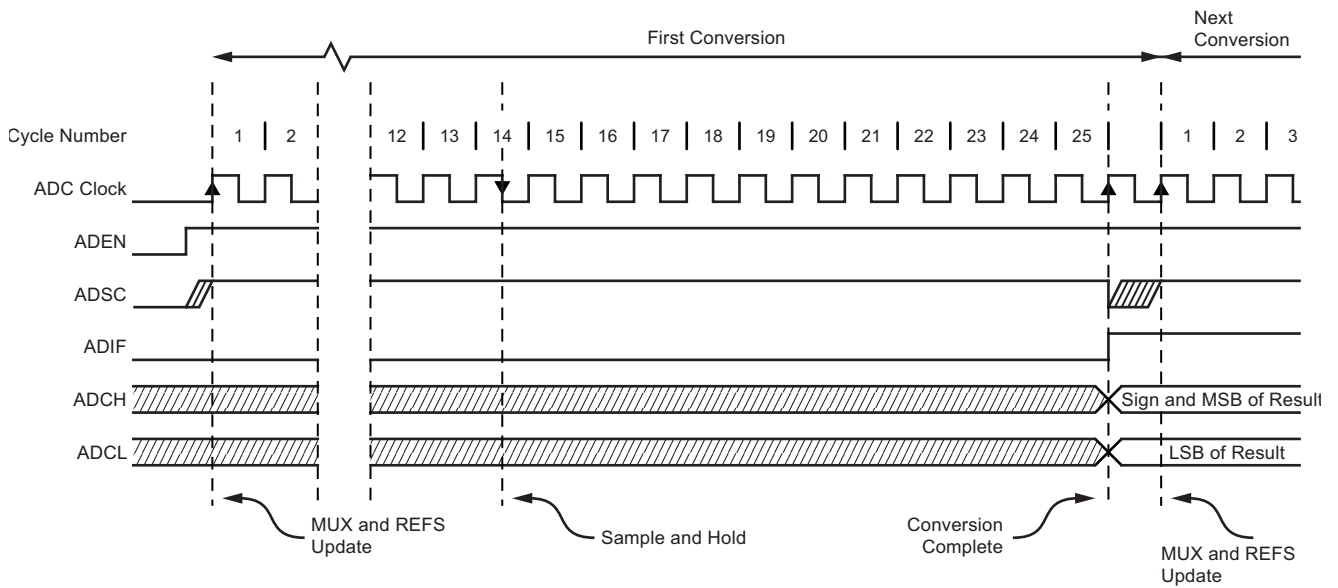 Next
Conversion
First Conversion
Cycle Number 1 2 12 13 14 15 16 17 18 19 20 21 22 23 24 25 1 2 3
ADC Clock
ADEN
ADSC
ADIF
ADCH Sign and MSB of Result
ADCL LSB of Result
MUX and REFS
Update
Sample and Hold
Conversion
Complete
MUX and REFS
Update